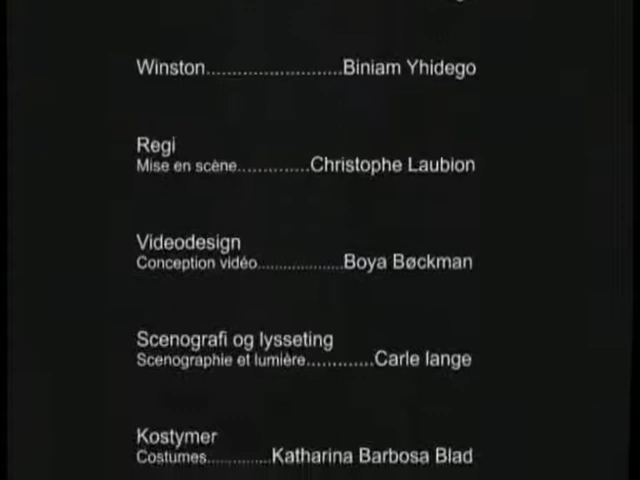 Winston........................Biniam Yhidego
Regi
Mise en scène.............Christophe Laubion
Videodesign
Conception vidéo....................Boya Bøckman
Scenografi og lysseting
Scenographie et lumière............Carle lange
Kostymer
Costumes..............Katharina Barbosa Blad